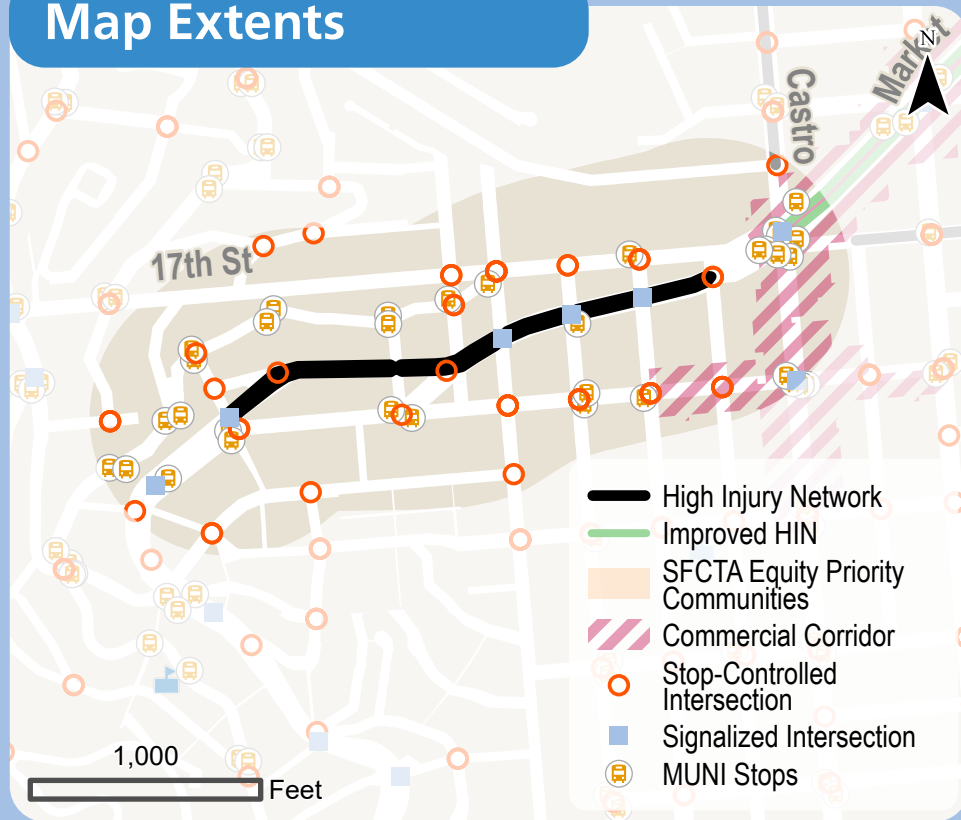 Map Extents
N
Market
Castro
17th St
High Injury Network
Improved HIN
SFCTA Equity Priority
Communities
Commercial Corridor
Stop-Controlled
Intersection
Signalized Intersection
MUNI Stops
1,000
Feet